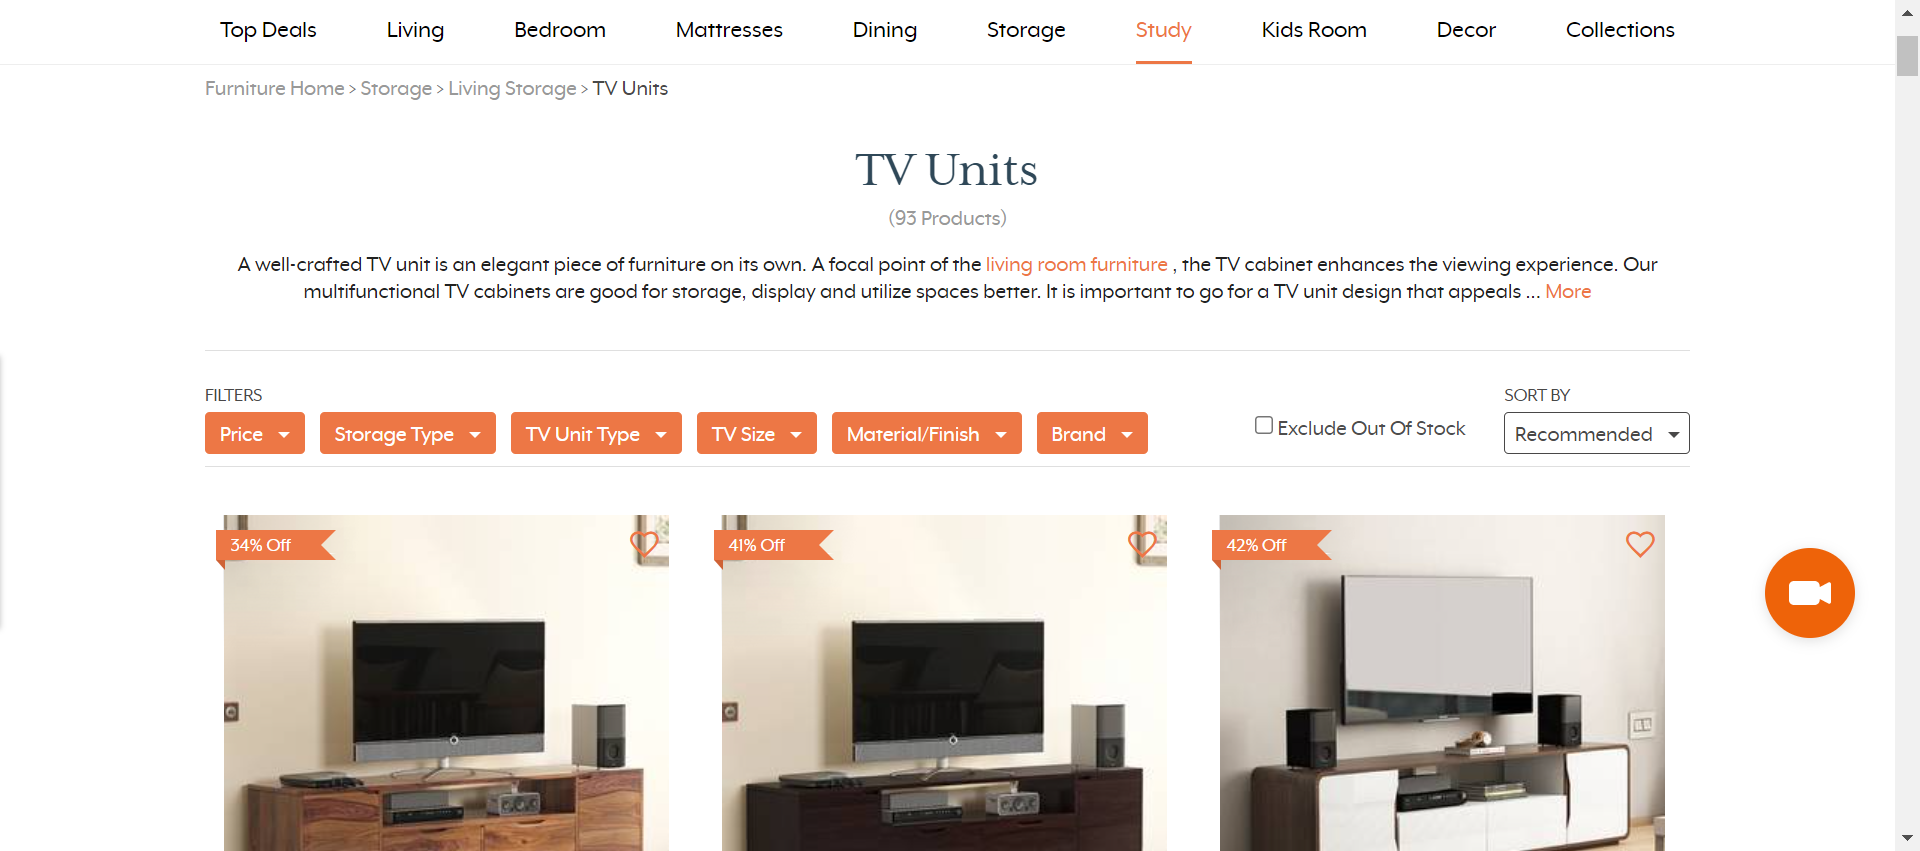 Top Deals Living Bedroom Mattresses Dining Storage Study Kids Room Decor Collections
Furniture Home > Storage > Living Storage > TV Units
TV Units
(93 Products)
A well-crafted TV unit is an elegant piece of furniture on its own. A focal point of the living room furniture , the TV cabinet enhances the viewing experience. Our
multifunctional TV cabinets are good for storage, display and utilize spaces better. It is important to go for a TV unit design that appeals ... More
FILTERS SORT BY
Price Storage Type TV Unit Type TV Size Material/Finish Brand Exclude Out Of Stock Recommended
34% Off 41% Off 42% Off